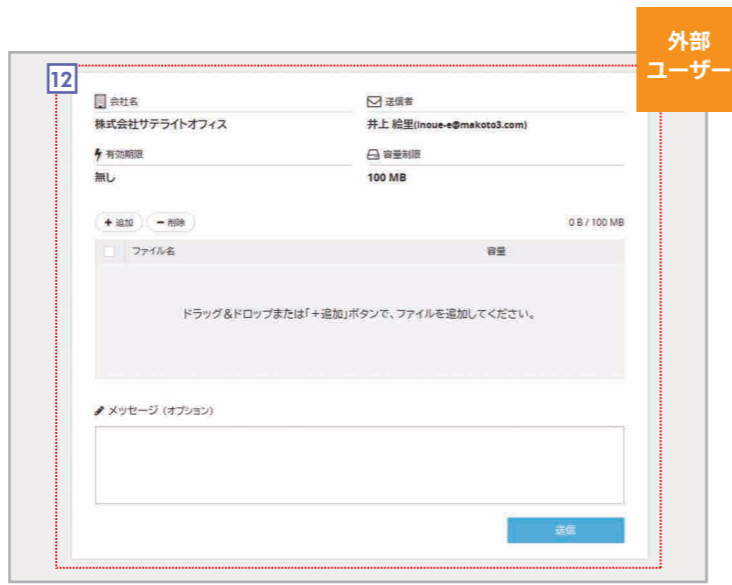 外部
ユーザー
12
会社名
送信者
株式会社サテライトオフィス
井上 絵里(Inoue-e@makoto3.com)
有効期限
容量制限
無し
100 MB
+ 追加
− 削除
0 B / 100 MB
ファイル名
容量
ドラッグ&ドロップまたは「+追加」ボタンで、ファイルを追加してください。
メッセージ (オプション)
送信